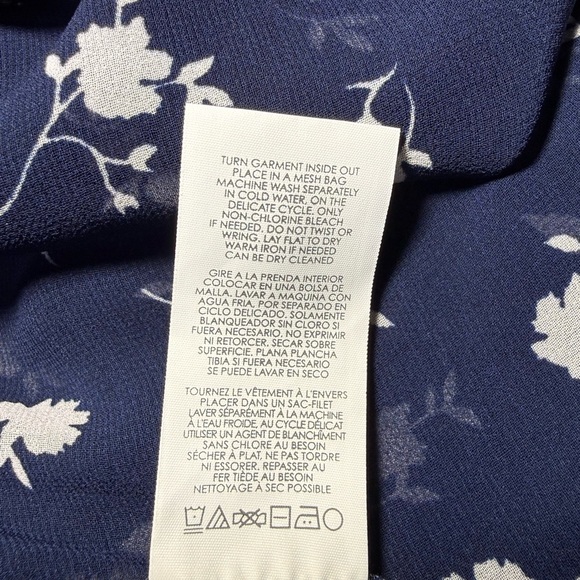 TURN GARMENT INSIDE OUT
PLACE IN A MESH BAG
MACHINE WASH SEPARATELY
IN COLD WATER, ON THE
DELICATE CYCLE. ONLY
NON-CHLORINE BLEACH
IF NEEDED. DO NOT TWIST OR
WRING. LAY FLAT TO DRY
WARM IRON IF NEEDED
CAN BE DRY CLEANED
GIRE A LA PRENDA INTERIOR
COLOCAR EN UNA BOLSA DE
MALLA. LAVAR A MAQUINA CON
AGUA FRIA, POR SEPARADO EN
CICLO DELICADO. SOLAMENTE
BLANQUEADOR SIN CLORO SI
FUERA NECESARIO. NO EXPRIMIR
NI RETORCER. SECAR SOBRE
SUPERFICIE, PLANA PLANCHA
TIBIA SI FUERA NECESARIO
SE PUEDE LAVAR EN SECO
TOURNEZ LE VÊTEMENT À L'ENVERS
PLACER DANS UN SAC-FILET
LAVER SÉPARÉMENT À LA MACHINE
À L'EAU FROIDE, AU CYCLE DÉLICAT
UTILISER UN AGENT DE BLANCHÎMENT
SANS CHLORE AU BESOIN
SÉCHER À PLAT, NE PAS TORDRE
NI ESSORER. REPASSER AU
FER TIÈDE AU BESOIN
NETTOYAGE À SEC POSSIBLE